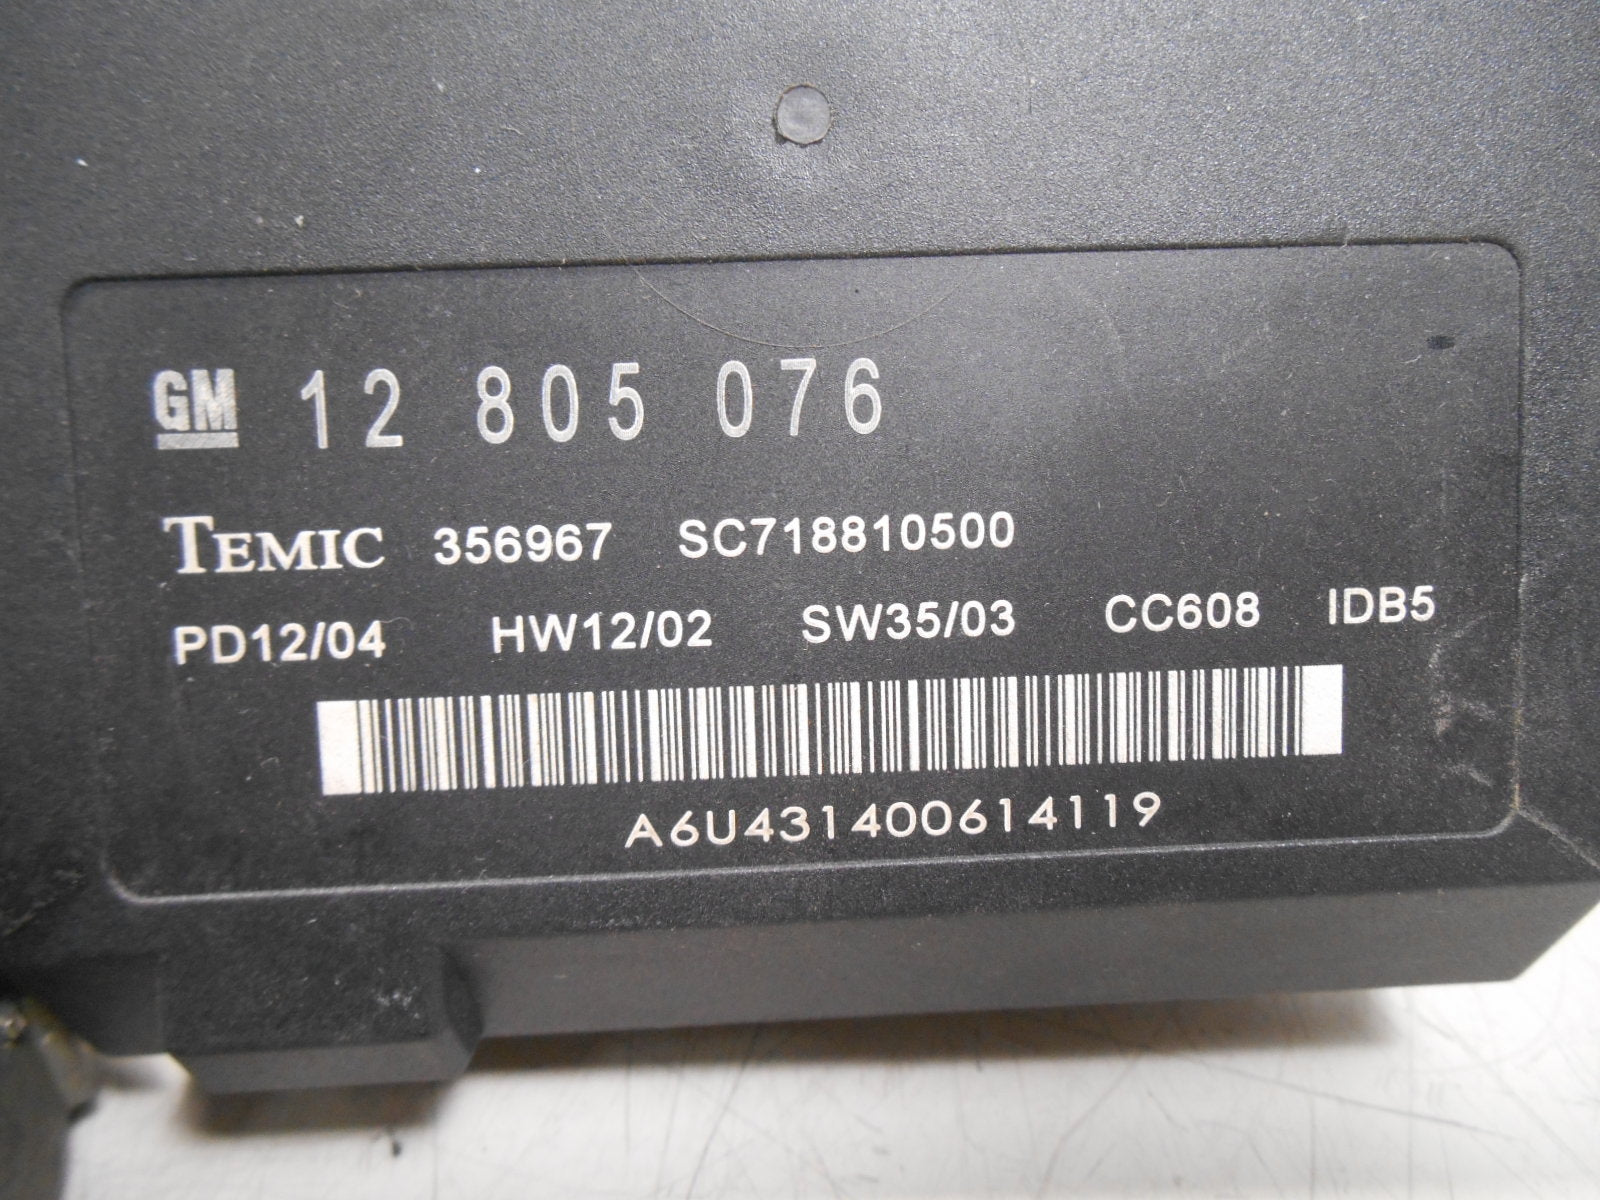 GM 12 805 076
TEMIC 356967 SC718810500
PD12/04 HW12/02 SW35/03 CC608 IDB5
A6U431400614119